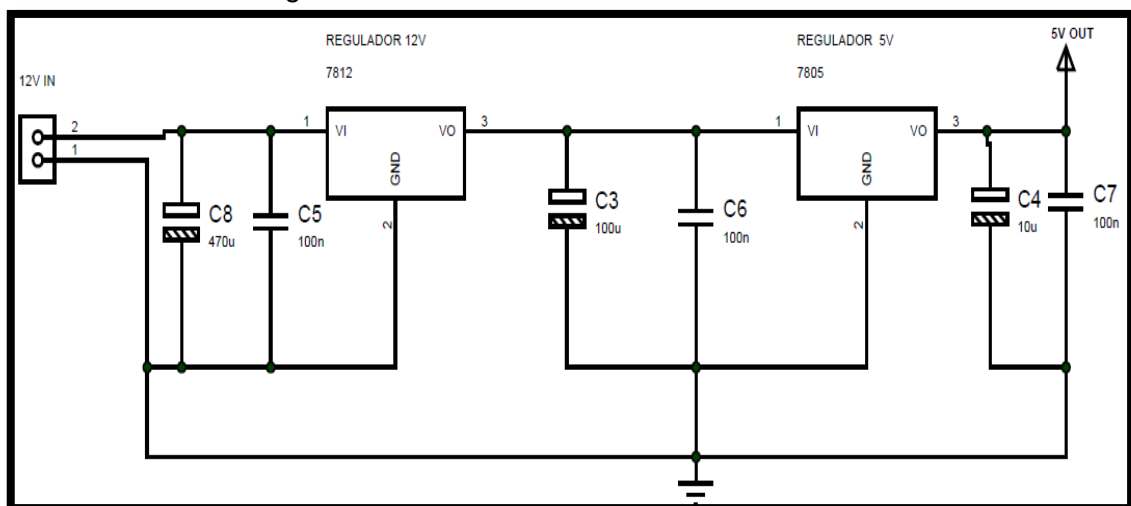 REGULADOR 12V
7812
REGULADOR 5V
7805
5V OUT
12V IN
2
1
1
VI
VO
3
GND
2
1
VI
VO
3
GND
2
C8
470u
C5
100n
C3
100u
C6
100n
C4
10u
C7
100n